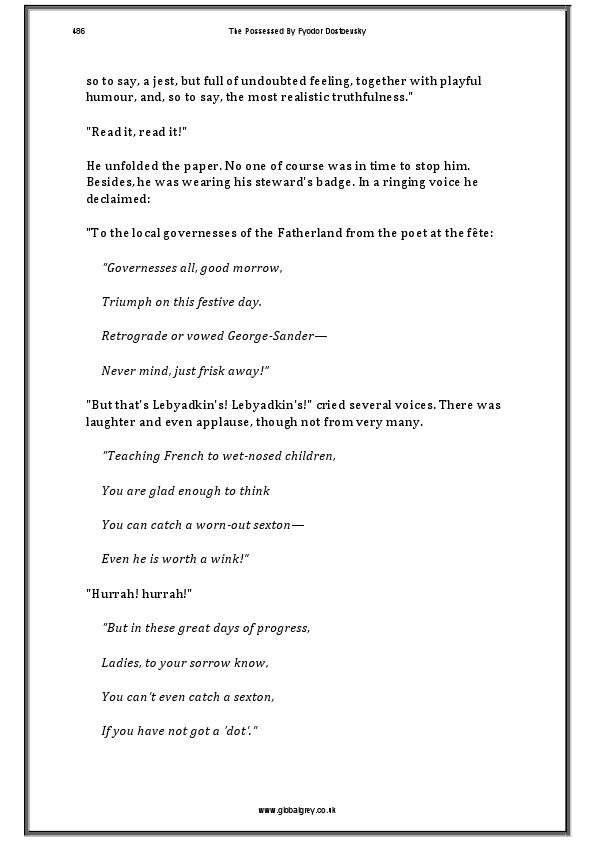 486
The Possessed By Fyodor Dostoevsky
so to say, a jest, but full of undoubted feeling, together with playful
humour, and, so to say, the most realistic truthfulness."
"Read it, read it!"
He unfolded the paper. No one of course was in time to stop him.
Besides, he was wearing his steward's badge. In a ringing voice he
declaimed:
"To the local governesses of the Fatherland from the poet at the fête:
"Governesses all, good morrow,
Triumph on this festive day.
Retrograde or vowed George-Sander—
Never mind, just frisk away!"
"But that's Lebyadkin's! Lebyadkin's!" cried several voices. There was
laughter and even applause, though not from very many.
"Teaching French to wet-nosed children,
You are glad enough to think
You can catch a worn-out sexton—
Even he is worth a wink!"
"Hurrah! hurrah!"
"But in these great days of progress,
Ladies, to your sorrow know,
You can't even catch a sexton,
If you have not got a 'dot'."
www.globalgrey.co.uk